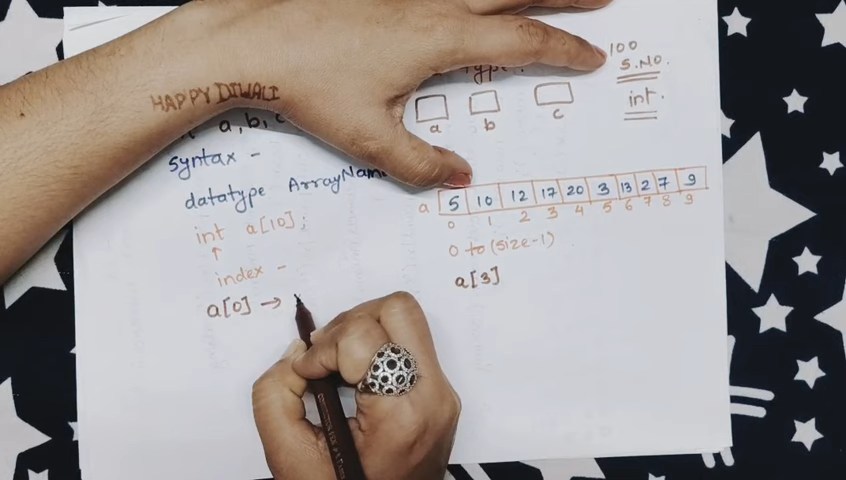 100
S.NO.
int.
HAPPY DIWALI
a b c
a, b,
syntax -
datatype ArrayNam
a 5 10 12 17 20 3 13 2 7 9
0 1 2 3 4 5 6 7 8 9
int a[10];
0 to (size-1)
index -
a[3]
a[0] →